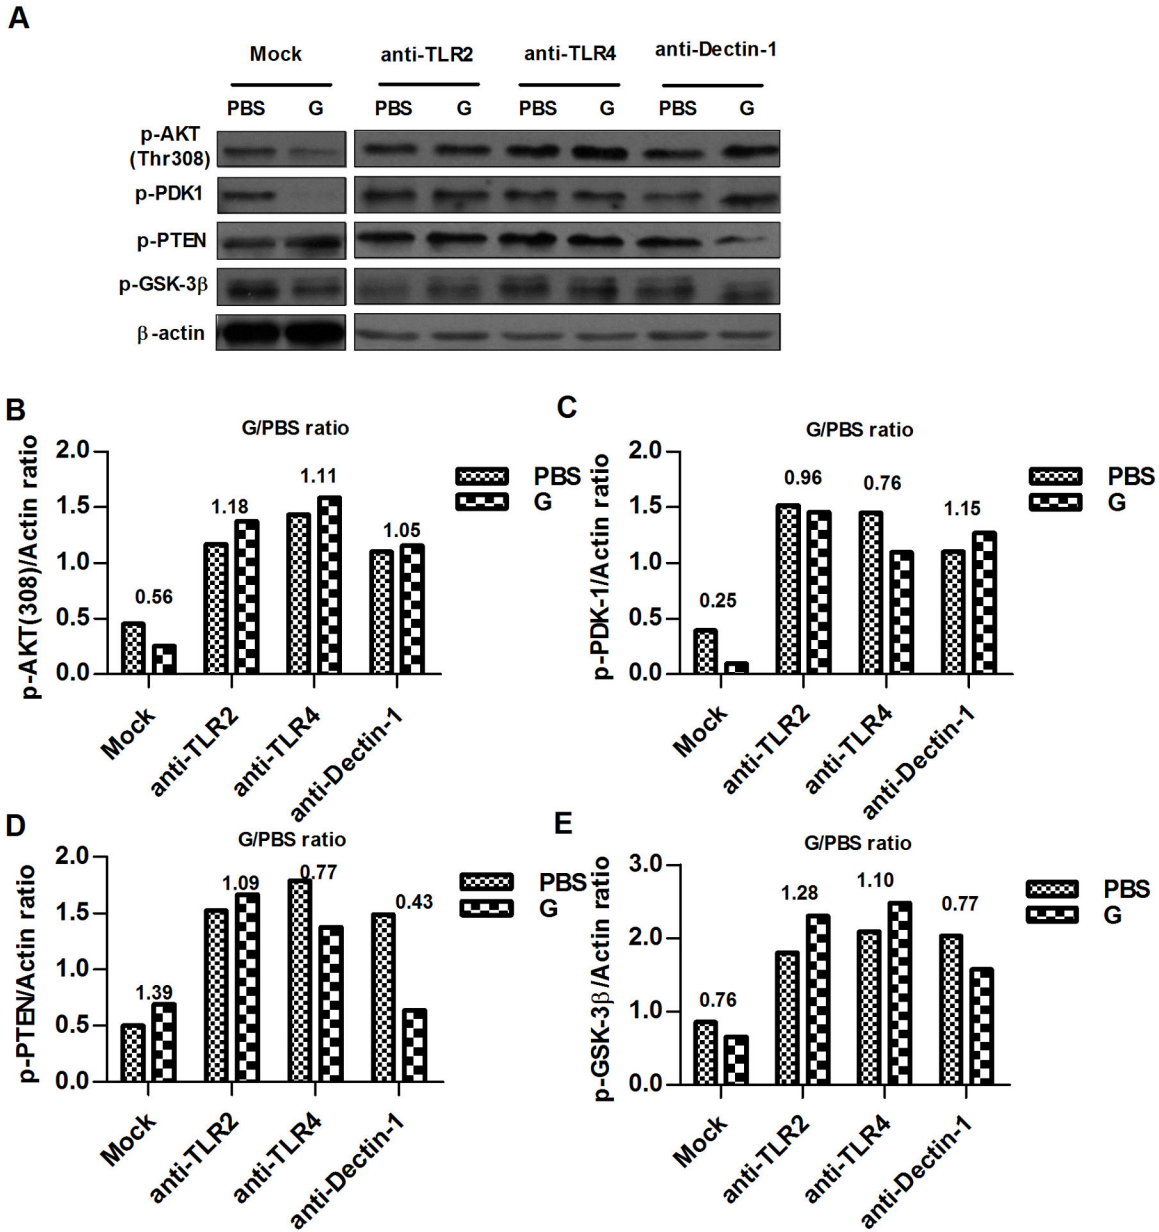 A
Mock anti-TLR2 anti-TLR4 anti-Dectin-1
PBS G PBS G PBS G PBS G
p-AKT
(Thr308)
p-PDK1
p-PTEN
p-GSK-3β
β-actin
B
G/PBS ratio
p-AKT(308)/Actin ratio
2.0
1.5
1.0
0.5
0.0
0.56
1.18
1.11
1.05
PBS
G
Mock
anti-TLR2
anti-TLR4
anti-Dectin-1
C
G/PBS ratio
p-PDK-1/Actin ratio
2.0
1.5
1.0
0.5
0.0
0.25
0.96
0.76
1.15
PBS
G
Mock
anti-TLR2
anti-TLR4
anti-Dectin-1
D
G/PBS ratio
p-PTEN/Actin ratio
2.0
1.5
1.0
0.5
0.0
1.39
1.09
0.77
0.43
PBS
G
Mock
anti-TLR2
anti-TLR4
anti-Dectin-1
E
G/PBS ratio
p-GSK-3β/Actin ratio
3.0
2.0
1.0
0.0
0.76
1.28
1.10
0.77
PBS
G
Mock
anti-TLR2
anti-TLR4
anti-Dectin-1